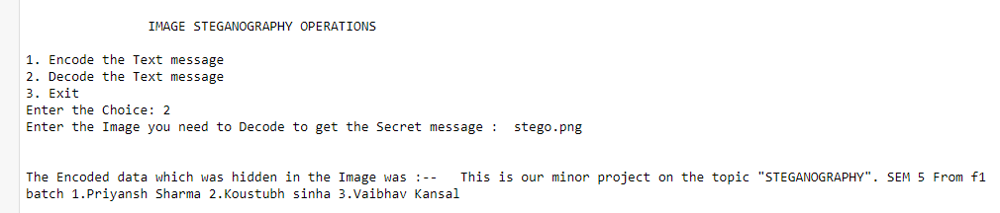 IMAGE STEGANOGRAPHY OPERATIONS
1. Encode the Text message
2. Decode the Text message
3. Exit
Enter the Choice: 2
Enter the Image you need to Decode to get the Secret message :  stego.png
The Encoded data which was hidden in the Image was :--   This is our minor project on the topic "STEGANOGRAPHY". SEM 5 From f1
batch 1.Priyansh Sharma 2.Koustubh sinha 3.Vaibhav Kansal